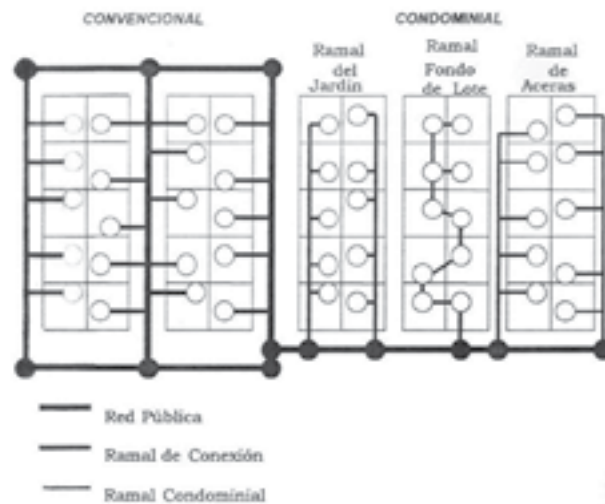 CONVENCIONAL
CONDOMINIAL
Ramal
del
Jardín
Ramal
Fondo
de Lote
Ramal
de
Aceras
Red Pública
Ramal de Conexión
Ramal Condominial